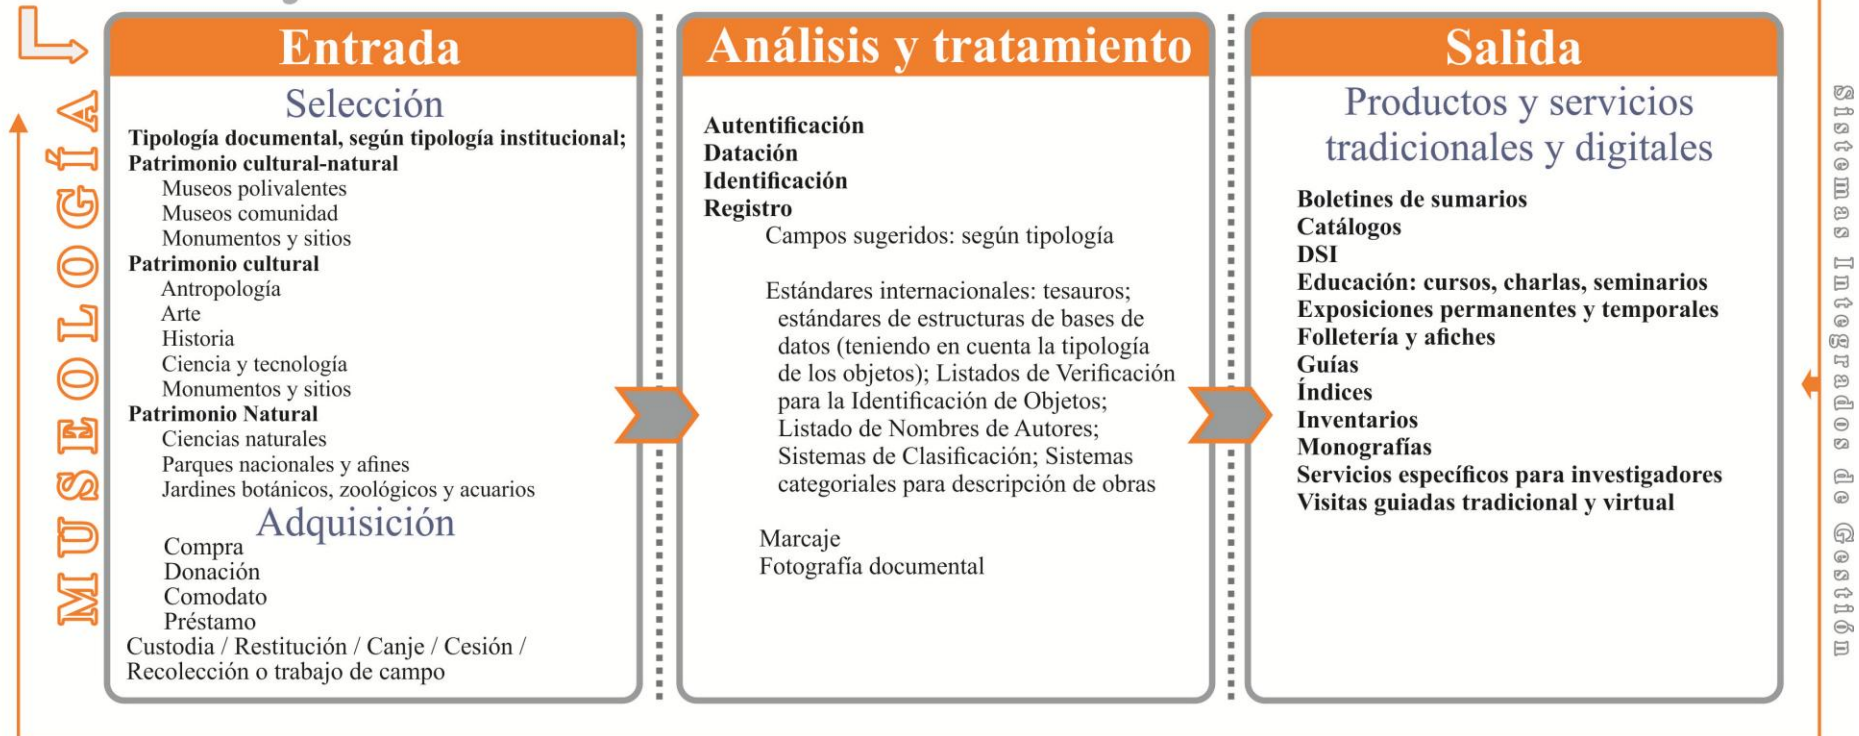 MUSEOLOGÍA
Entrada
Selección
Tipología documental, según tipología institucional;
Patrimonio cultural-natural
Museos polivalentes
Museos comunidad
Monumentos y sitios
Patrimonio cultural
Antropología
Arte
Historia
Ciencia y tecnología
Monumentos y sitios
Patrimonio Natural
Ciencias naturales
Parques nacionales y afines
Jardines botánicos, zoológicos y acuarios
Adquisición
Compra
Donación
Comodato
Préstamo
Custodia / Restitución / Canje / Cesión /
Recolección o trabajo de campo
Análisis y tratamiento
Autentificación
Datación
Identificación
Registro
Campos sugeridos: según tipología
Estándares internacionales: tesauros;
estándares de estructuras de bases de
datos (teniendo en cuenta la tipología
de los objetos); Listados de Verificación
para la Identificación de Objetos;
Listado de Nombres de Autores;
Sistemas de Clasificación; Sistemas
categoriales para descripción de obras
Marcaje
Fotografía documental
Salida
Productos y servicios
tradicionales y digitales
Boletines de sumarios
Catálogos
DSI
Educación: cursos, charlas, seminarios
Exposiciones permanentes y temporales
Folletería y afiches
Guías
Índices
Inventarios
Monografías
Servicios específicos para investigadores
Visitas guiadas tradicional y virtual
Sistemas Integrados de Gestión